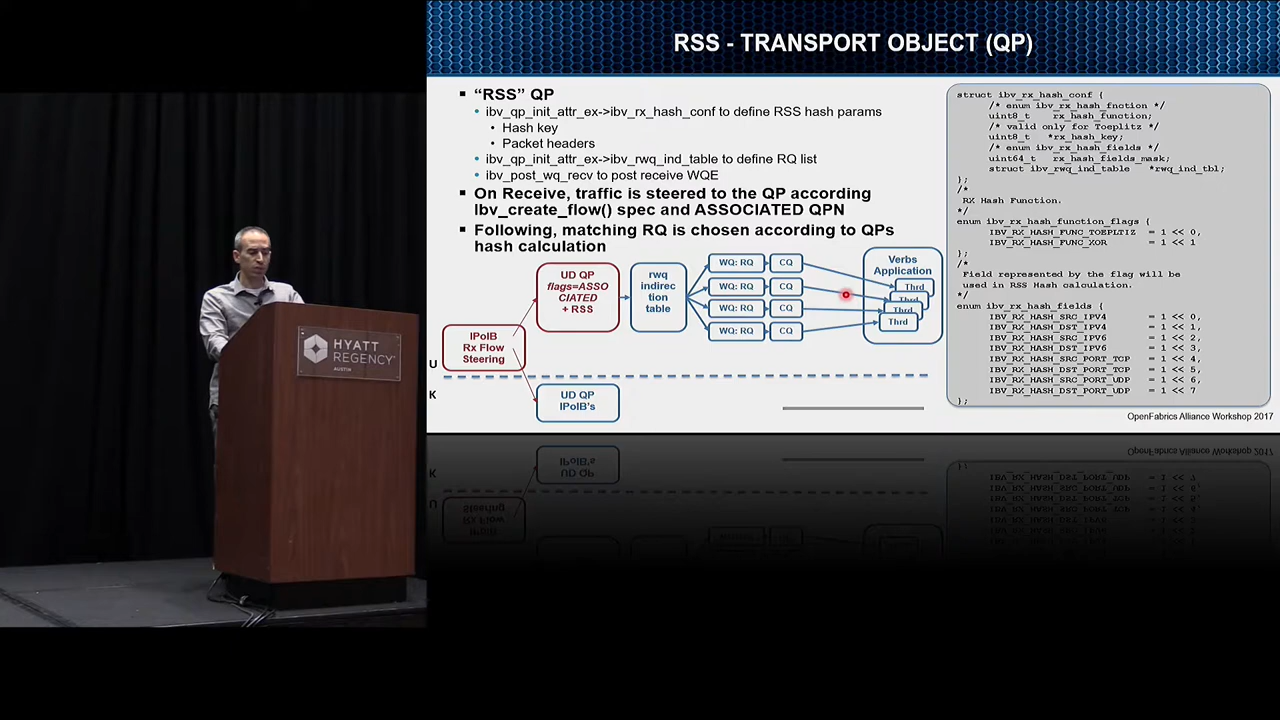 RSS - TRANSPORT OBJECT (QP)
▪ “RSS” QP
• ibv_qp_init_attr_ex->ibv_rx_hash_conf to define RSS hash params
• Hash key
• Packet headers
• ibv_qp_init_attr_ex->ibv_rwq_ind_table to define RQ list
• ibv_post_wq_recv to post receive WQE
▪ On Receive, traffic is steered to the QP according
Ibv_create_flow() spec and ASSOCIATED QPN
▪ Following, matching RQ is chosen according to QPs
hash calculation
UD QP
flags=ASSO
CIATED
+ RSS
rwq
indirec
tion
table
WQ: RQ
CQ
WQ: RQ
CQ
WQ: RQ
CQ
WQ: RQ
CQ
Verbs
Application
Thrd
Thrd
Thrd
Thrd
IPoIB
Rx Flow
Steering
U
K
UD QP
IPoIB's
struct ibv_rx_hash_conf {
/* enum ibv_rx_hash_fnction */
uint8_t rx_hash_function;
/* valid only for Toeplitz */
uint8_t *rx_hash_key;
/* enum ibv_rx_hash_fields */
uint64_t rx_hash_fields_mask;
struct ibv_rwq_ind_table *rwq_ind_tbl;
};
/*
RX Hash Function.
*/
enum ibv_rx_hash_function_flags {
IBV_RX_HASH_FUNC_TOEPLITIZ = 1 << 0,
IBV_RX_HASH_FUNC_XOR = 1 << 1
};
/*
Field represented by the flag will be
used in RSS Hash calculation.
*/
enum ibv_rx_hash_fields {
IBV_RX_HASH_SRC_IPV4 = 1 << 0,
IBV_RX_HASH_DST_IPV4 = 1 << 1,
IBV_RX_HASH_SRC_IPV6 = 1 << 2,
IBV_RX_HASH_DST_IPV6 = 1 << 3,
IBV_RX_HASH_SRC_PORT_TCP = 1 << 4,
IBV_RX_HASH_DST_PORT_TCP = 1 << 5,
IBV_RX_HASH_SRC_PORT_UDP = 1 << 6,
IBV_RX_HASH_DST_PORT_UDP = 1 << 7
};
OpenFabrics Alliance Workshop 2017
HYATT
REGENCY
AUSTIN